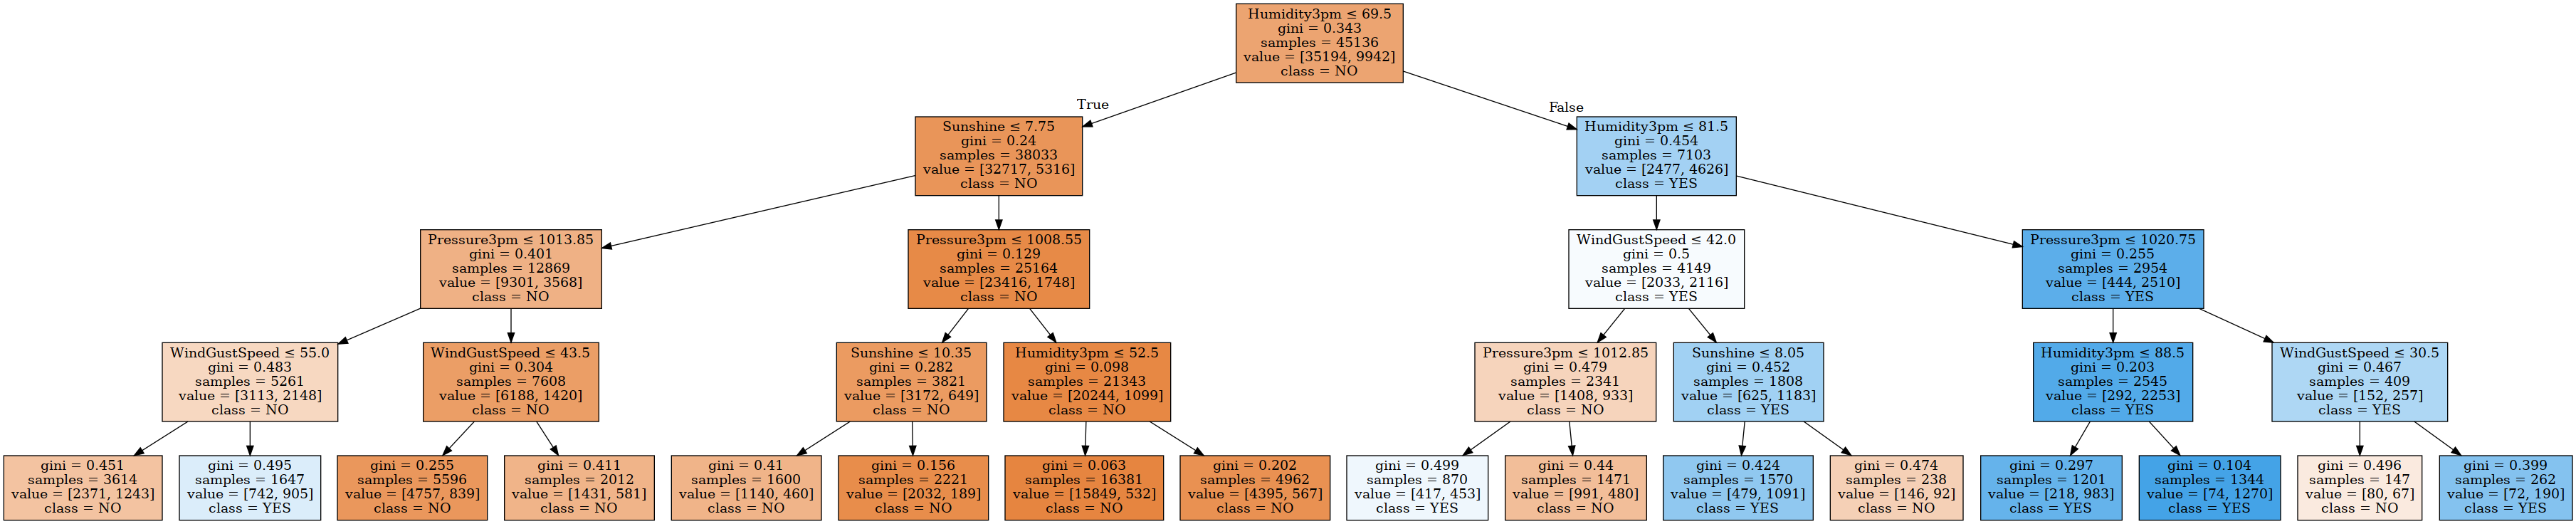 Humidity3pm ≤ 69.5
gini = 0.343
samples = 45136
value = [35194, 9942]
class = NO
True
False
Sunshine ≤ 7.75
gini = 0.24
samples = 38033
value = [32717, 5316]
class = NO
Humidity3pm ≤ 81.5
gini = 0.454
samples = 7103
value = [2477, 4626]
class = YES
Pressure3pm ≤ 1013.85
gini = 0.401
samples = 12869
value = [9301, 3568]
class = NO
Pressure3pm ≤ 1008.55
gini = 0.129
samples = 25164
value = [23416, 1748]
class = NO
WindGustSpeed ≤ 42.0
gini = 0.5
samples = 4149
value = [2033, 2116]
class = YES
Pressure3pm ≤ 1020.75
gini = 0.255
samples = 2954
value = [444, 2510]
class = YES
WindGustSpeed ≤ 55.0
gini = 0.483
samples = 5261
value = [3113, 2148]
class = NO
WindGustSpeed ≤ 43.5
gini = 0.304
samples = 7608
value = [6188, 1420]
class = NO
Sunshine ≤ 10.35
gini = 0.282
samples = 3821
value = [3172, 649]
class = NO
Humidity3pm ≤ 52.5
gini = 0.098
samples = 21343
value = [20244, 1099]
class = NO
Pressure3pm ≤ 1012.85
gini = 0.479
samples = 2341
value = [1408, 933]
class = NO
Sunshine ≤ 8.05
gini = 0.452
samples = 1808
value = [625, 1183]
class = YES
Humidity3pm ≤ 88.5
gini = 0.203
samples = 2545
value = [292, 2253]
class = YES
WindGustSpeed ≤ 30.5
gini = 0.467
samples = 409
value = [152, 257]
class = YES
gini = 0.451
samples = 3614
value = [2371, 1243]
class = NO
gini = 0.495
samples = 1647
value = [742, 905]
class = YES
gini = 0.255
samples = 5596
value = [4757, 839]
class = NO
gini = 0.411
samples = 2012
value = [1431, 581]
class = NO
gini = 0.41
samples = 1600
value = [1140, 460]
class = NO
gini = 0.156
samples = 2221
value = [2032, 189]
class = NO
gini = 0.063
samples = 16381
value = [15849, 532]
class = NO
gini = 0.202
samples = 4962
value = [4395, 567]
class = NO
gini = 0.499
samples = 870
value = [417, 453]
class = YES
gini = 0.44
samples = 1471
value = [991, 480]
class = NO
gini = 0.424
samples = 1570
value = [479, 1091]
class = YES
gini = 0.474
samples = 238
value = [146, 92]
class = NO
gini = 0.297
samples = 1201
value = [218, 983]
class = YES
gini = 0.104
samples = 1344
value = [74, 1270]
class = YES
gini = 0.496
samples = 147
value = [80, 67]
class = NO
gini = 0.399
samples = 262
value = [72, 190]
class = YES